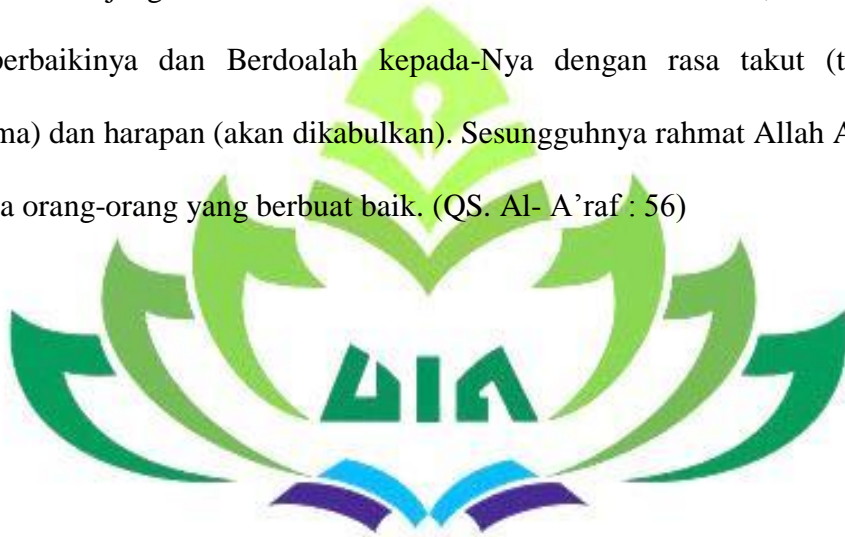 perbaikinya dan Berdoalah kepada-Nya dengan rasa takut (t
ma) dan harapan (akan dikabulkan). Sesungguhnya rahmat Allah A
a orang-orang yang berbuat baik. (QS. Al- A’raf : 56)
UIN